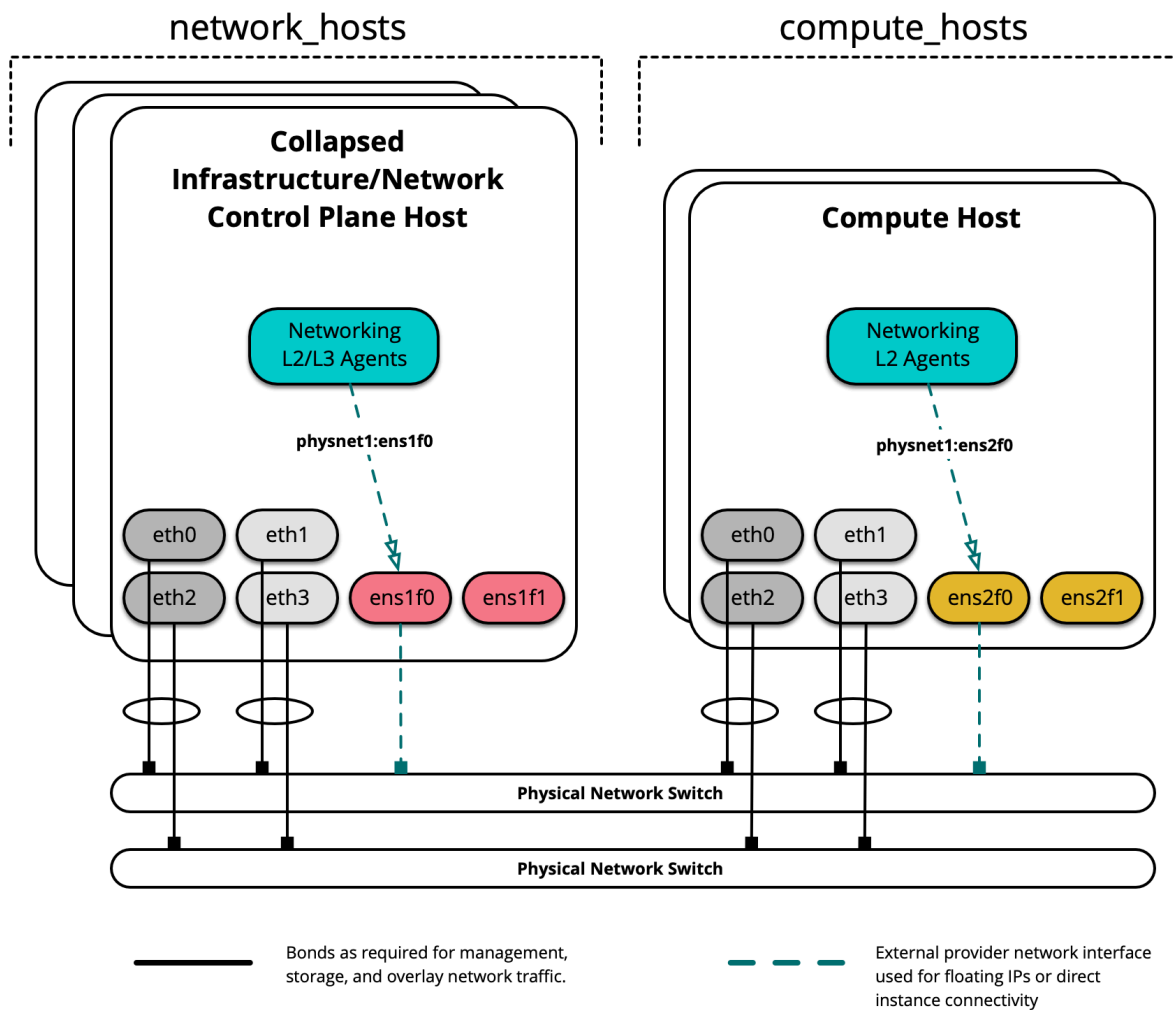 network_hosts
compute_hosts
Collapsed
Infrastructure/Network
Control Plane Host
Compute Host
Networking
L2/L3 Agents
Networking
L2 Agents
physnet1:ens1f0
physnet1:ens2f0
eth0
eth1
eth0
eth1
eth2
eth3
ens1f0
ens1f1
eth2
eth3
ens2f0
ens2f1
Physical Network Switch
Physical Network Switch
Bonds as required for management,
storage, and overlay network traffic.
External provider network interface
used for floating IPs or direct
instance connectivity